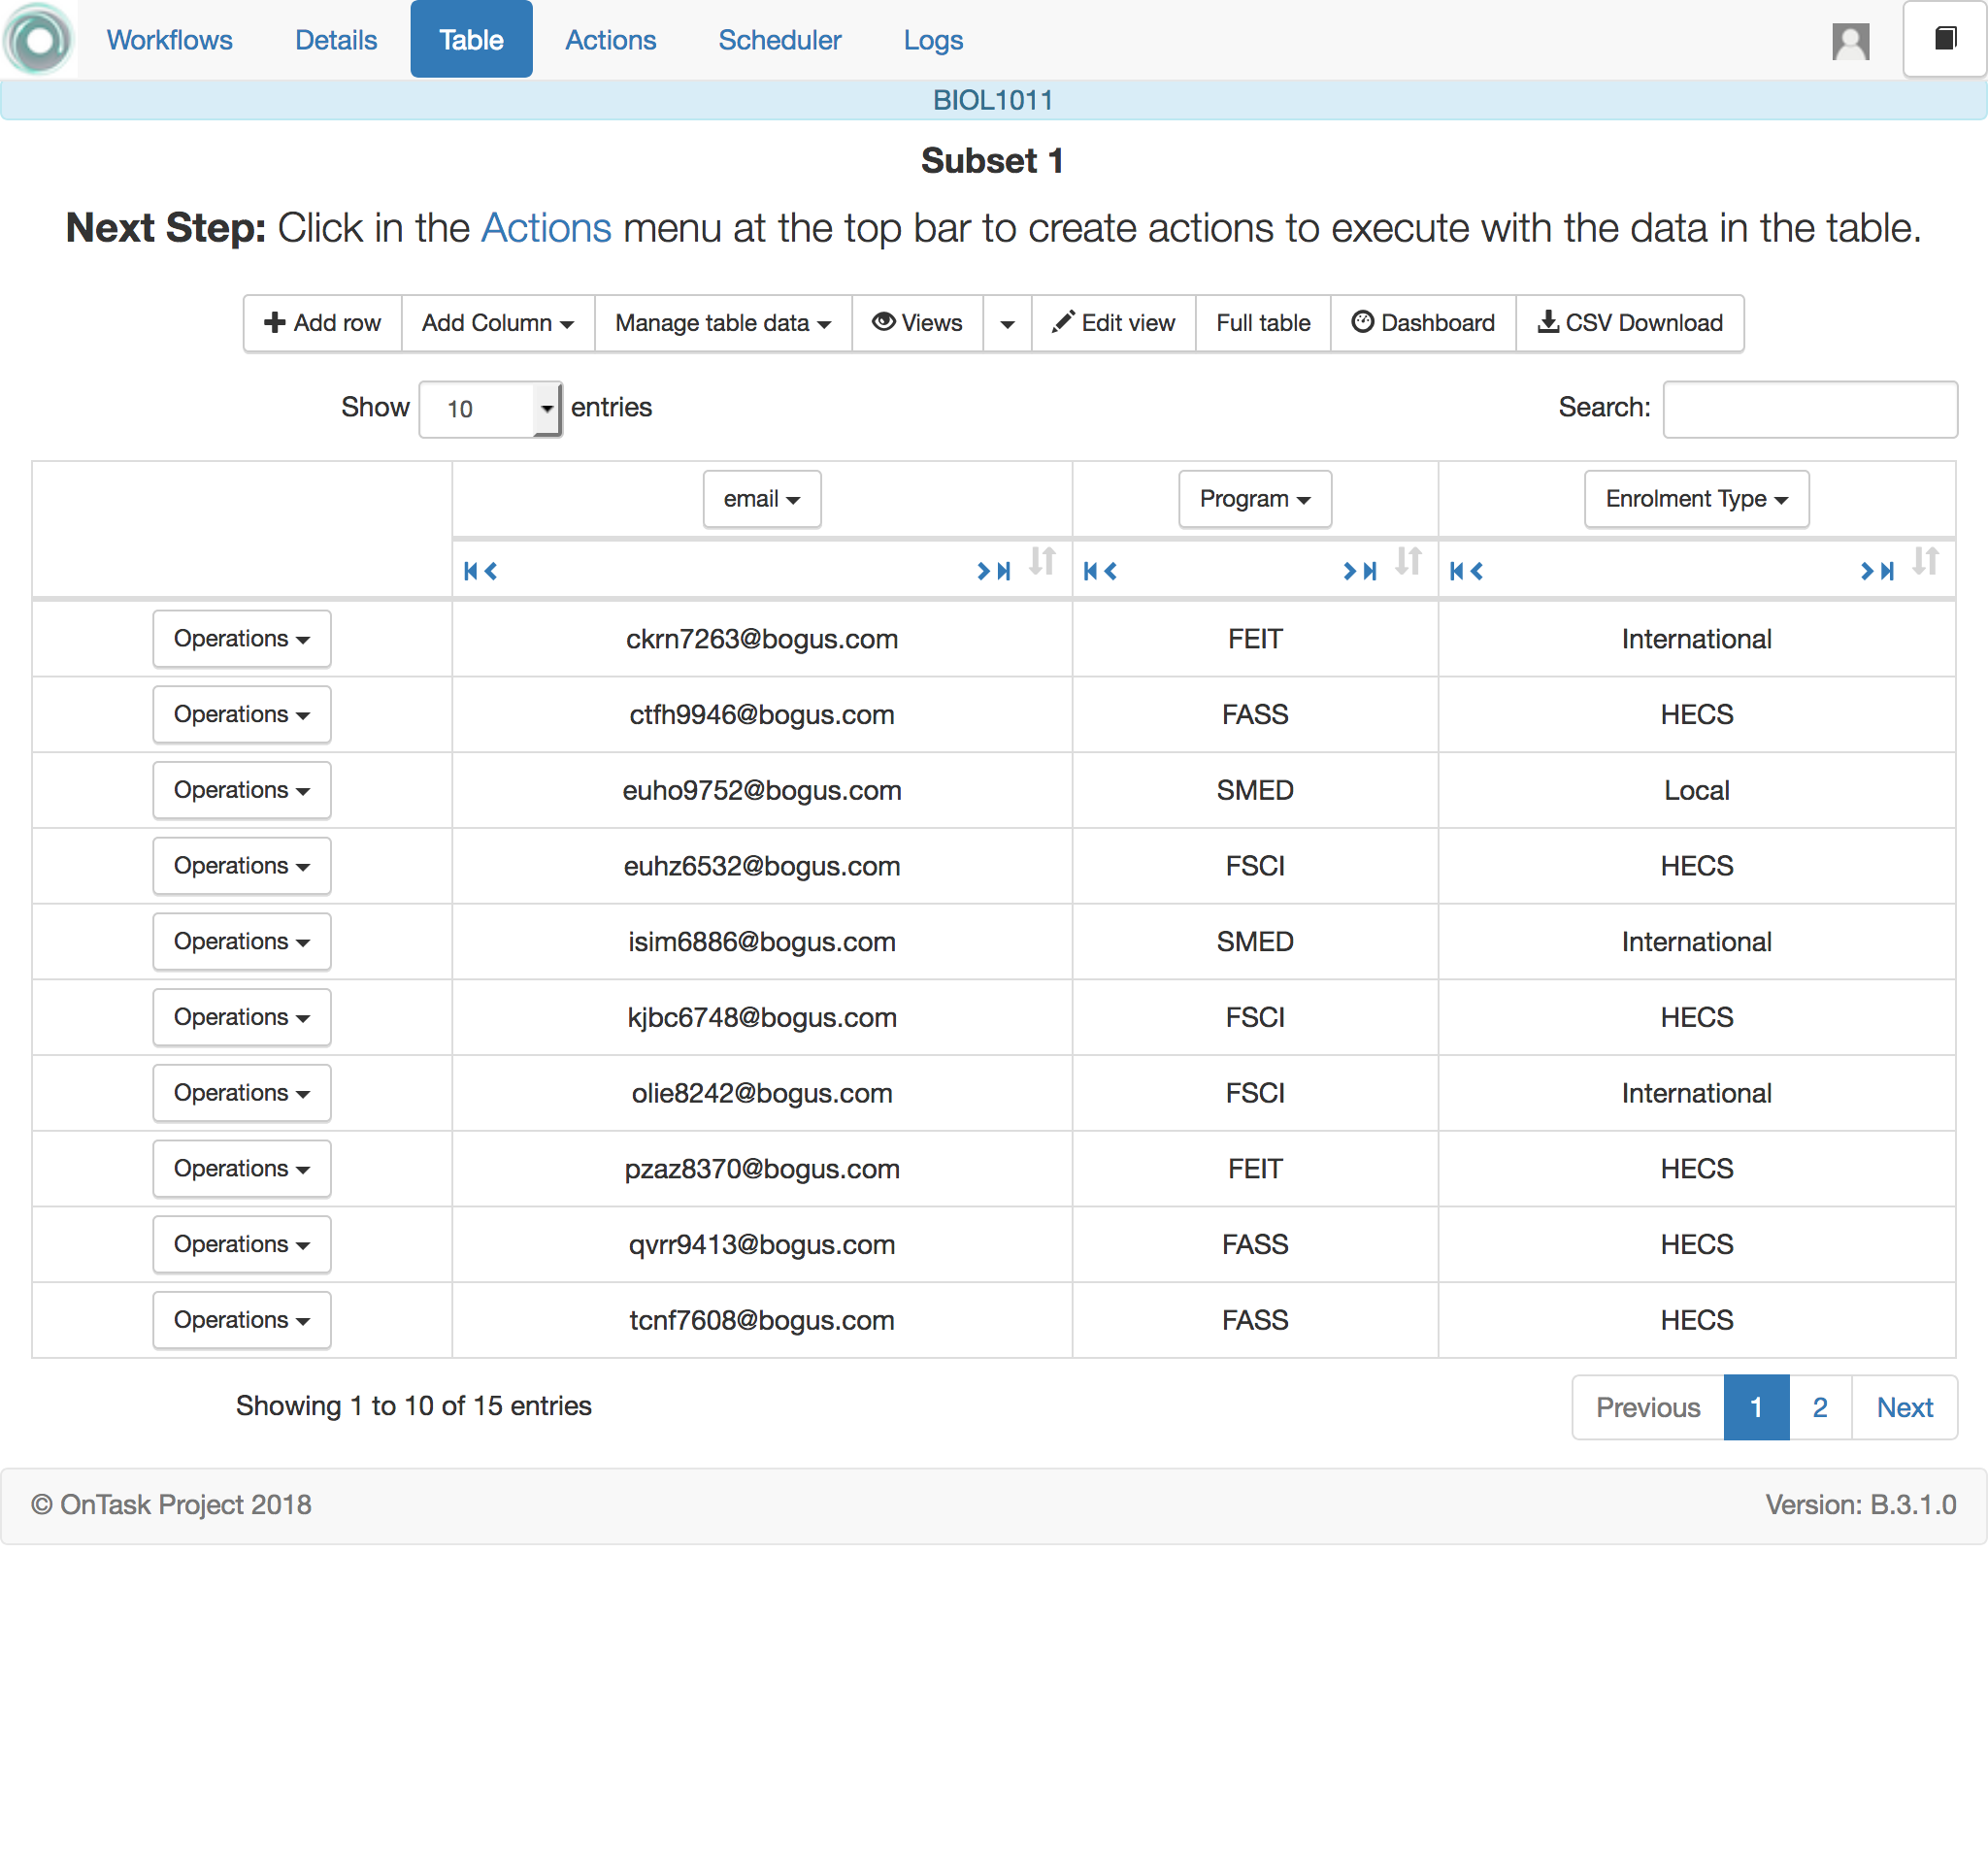 Workflows Details Table Actions Scheduler Logs
BIOL1011
Subset 1
Next Step: Click in the Actions menu at the top bar to create actions to execute with the data in the table.
Add row Add Column Manage table data Views Edit view Full table Dashboard CSV Download
Show 10 entries Search:
email Program Enrolment Type
Operations ckrn7263@bogus.com FEIT International
Operations ctfh9946@bogus.com FASS HECS
Operations euho9752@bogus.com SMED Local
Operations euhz6532@bogus.com FSCI HECS
Operations isim6886@bogus.com SMED International
Operations kjbc6748@bogus.com FSCI HECS
Operations olie8242@bogus.com FSCI International
Operations pzaz8370@bogus.com FEIT HECS
Operations qvrr9413@bogus.com FASS HECS
Operations tcnf7608@bogus.com FASS HECS
Showing 1 to 10 of 15 entries Previous 1 2 Next
© OnTask Project 2018 Version: B.3.1.0